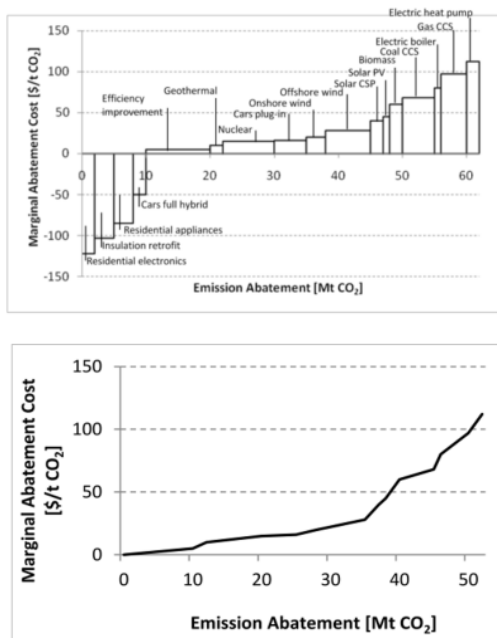 Electric heat pump
Gas CCS
Electric boiler
Coal CCS
Biomass
Solar PV
Solar CSP
Offshore wind
Onshore wind
Cars plug-in
Nuclear
Geothermal
Efficiency
improvement
Marginal Abatement Cost [$/t CO2]
150
100
50
0
-50
-100
-150
0 10 20 30 40 50 60
Cars full hybrid
Residential appliances
Insulation retrofit
Residential electronics
Emission Abatement [Mt CO2]
Marginal Abatement Cost
[$/t CO2]
150
100
50
0
0 10 20 30 40 50
Emission Abatement [Mt CO2]